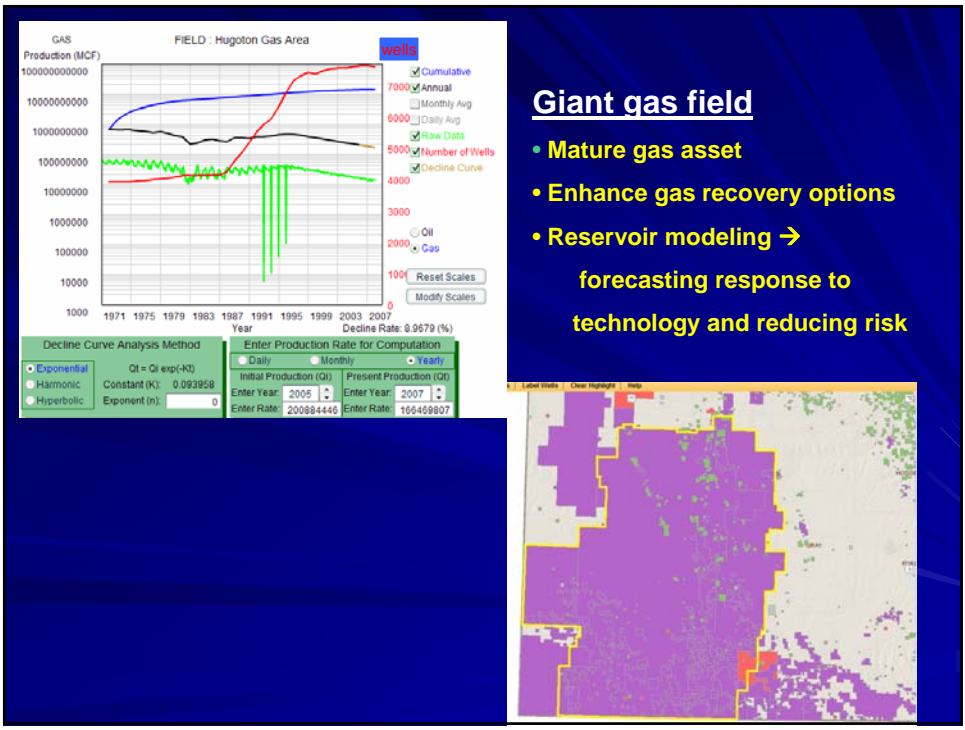 GAS
Production (MCF)
FIELD : Hugoton Gas Area
wells
100000000000
10000000000
1000000000
100000000
10000000
1000000
100000
10000
1000
7000
6000
5000
4000
3000
2000
1000
0
Cumulative
Annual
Monthly Avg
Daily Avg
Raw Data
Number of Wells
Decline Curve
Oil
Gas
Reset Scales
Modify Scales
1971 1975 1979 1983 1987 1991 1995 1999 2003 2007
Year
Decline Rate: 8.9679 (%)
Decline Curve Analysis Method
Exponential
Qt = Qi exp(-Kt)
Harmonic
Constant (K): 0.093958
Hyperbolic
Exponent (n): 0
Enter Production Rate for Computation
Daily Monthly Yearly
Initial Production (Qi) Present Production (Qt)
Enter Year: 2005 Enter Year: 2007
Enter Rate: 200884446 Enter Rate: 166469807
Giant gas field
• Mature gas asset
• Enhance gas recovery options
• Reservoir modeling →
forecasting response to
technology and reducing risk
Label Wells | Clear Highlight | Help
GRAY